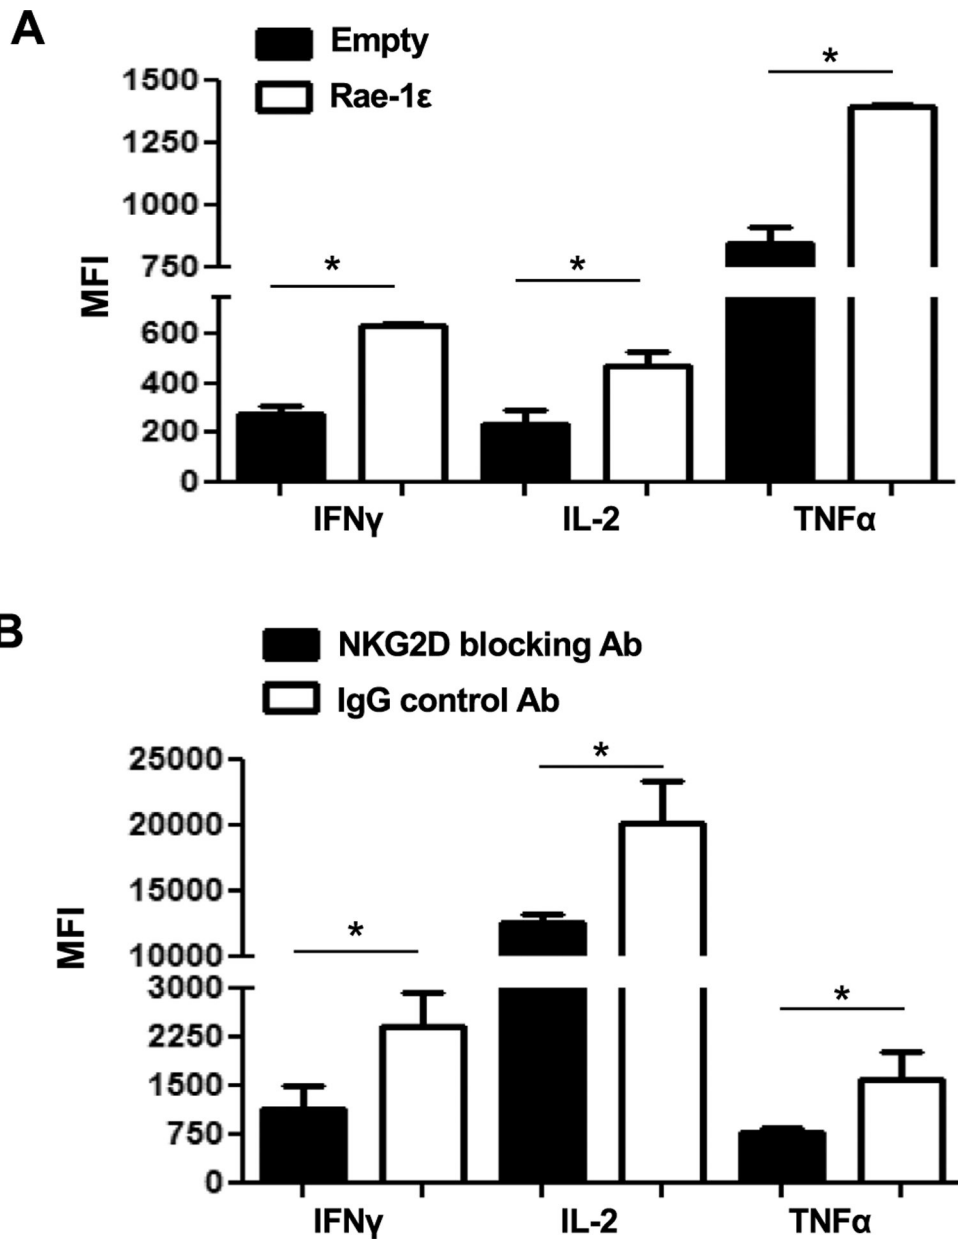 A
Empty
Rae-1ε
*
1500
1250
1000
750
MFI
*
*
600
400
200
0
IFNγ IL-2 TNFα
B
NKG2D blocking Ab
IgG control Ab
25000
*
20000
15000
MFI
*
10000
3000
*
2250
1500
750
0
IFNγ IL-2 TNFα